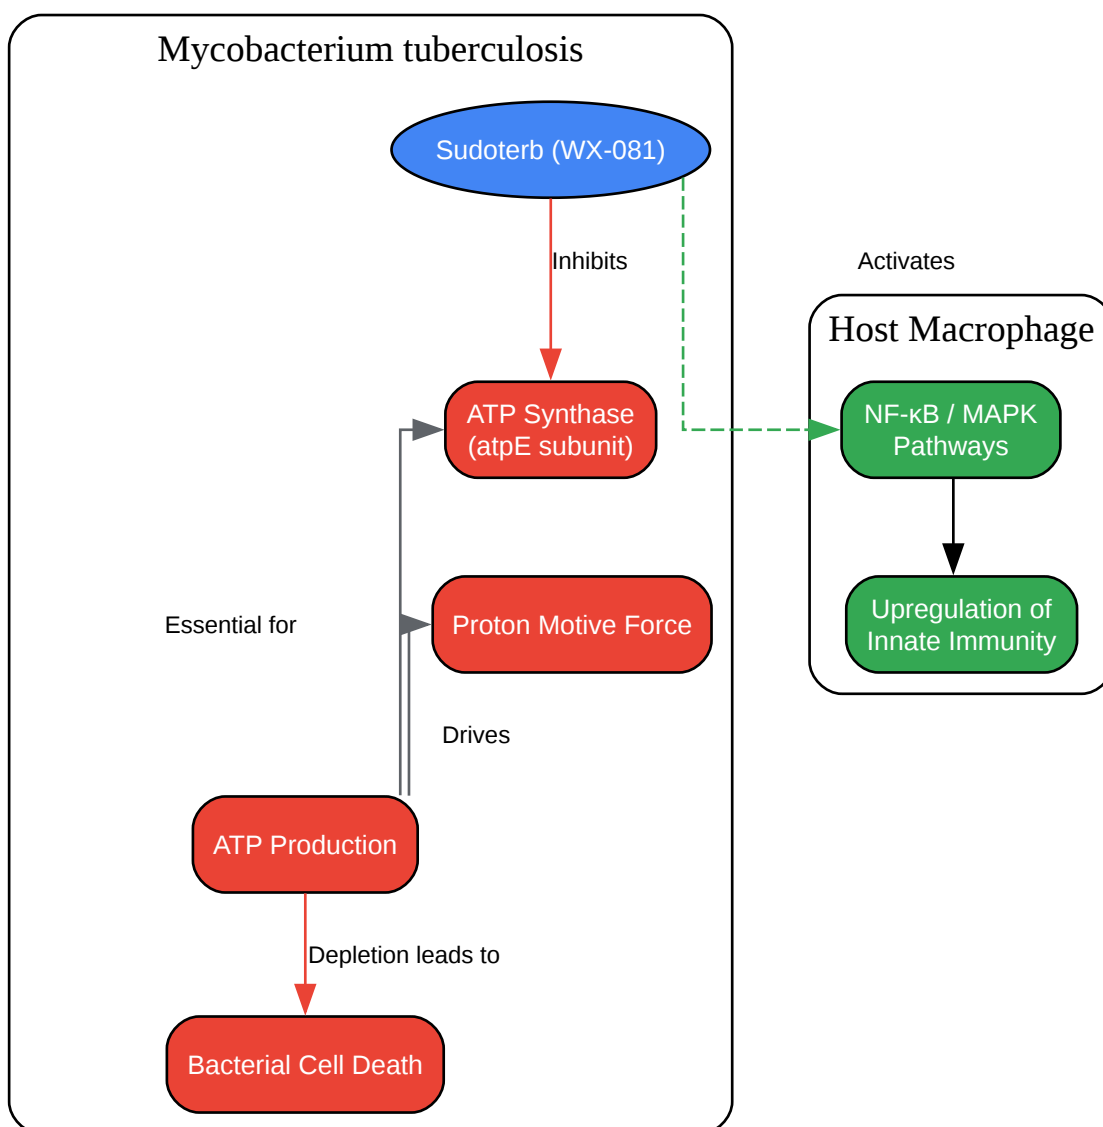 Mycobacterium tuberculosis
Sudoterb (WX-081)
Inhibits
Activates
Host Macrophage
ATP Synthase
(atpE subunit)
NF-κB / MAPK
Pathways
Essential for
Proton Motive Force
Upregulation of
Innate Immunity
Drives
ATP Production
Depletion leads to
Bacterial Cell Death